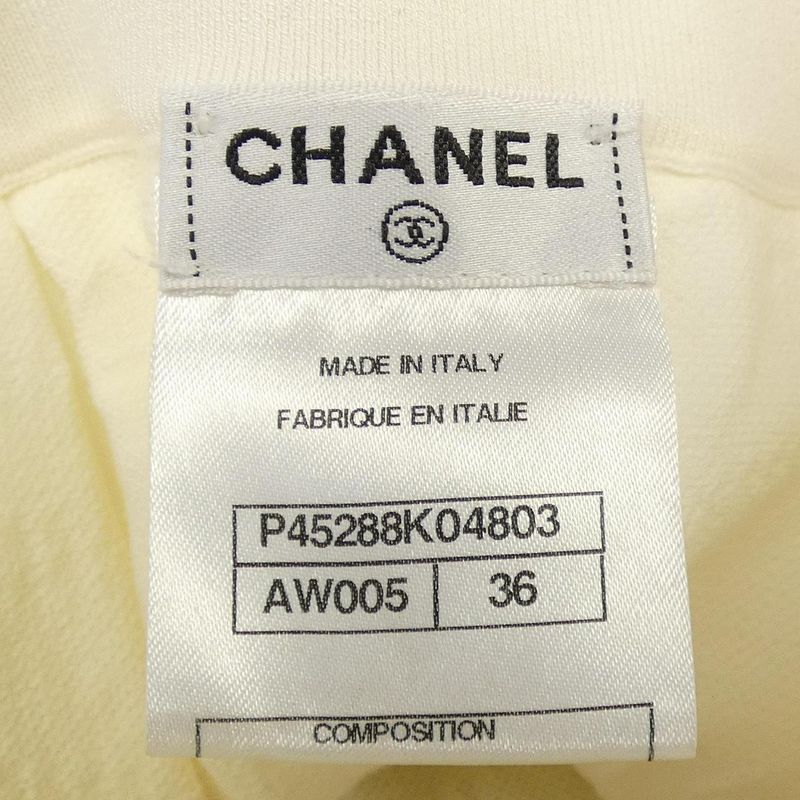 CHANEL
MADE IN ITALY
FABRIQUE EN ITALIE
P45288K04803
AW005 36
COMPOSITION